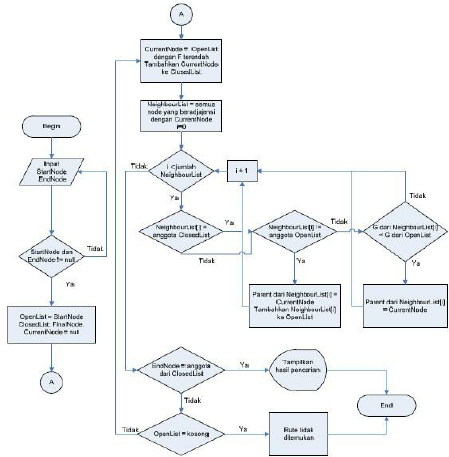 A
CurrentNode = OpenList
dengan F terendah
Tambahkan CurrentNode
ke ClosedList
NeighbourList = semua
node yang beradjajensi
dengan CurrentNode
i=0
Begin
Input
StartNode
EndNode
Tidak
i <jumlah
NeighbourList
i + 1
Tidak
Ya
NeighbourList[i] =
anggota ClosedList
Ya
NeighbourList[i] !=
anggota OpenList
Tidak
G dari NeighbourList[i]
< G dari OpenList
Tidak
StartNode dan
EndNode != null
Tidak
Ya
Ya
Ya
OpenList = StartNode
ClosedList, FinalNode,
CurrentNode = null
Parent dari NeighbourList[i] =
CurrentNode
Tambahkan NeighbourList[i]
ke OpenList
Parent dari NeighbourList[i]
= CurrentNode
A
EndNode = anggota
dari ClosedList
Ya
Tampilkan
hasil pencarian
Tidak
End
OpenList = kosong
Ya
Rute tidak
ditemukan
Tidak